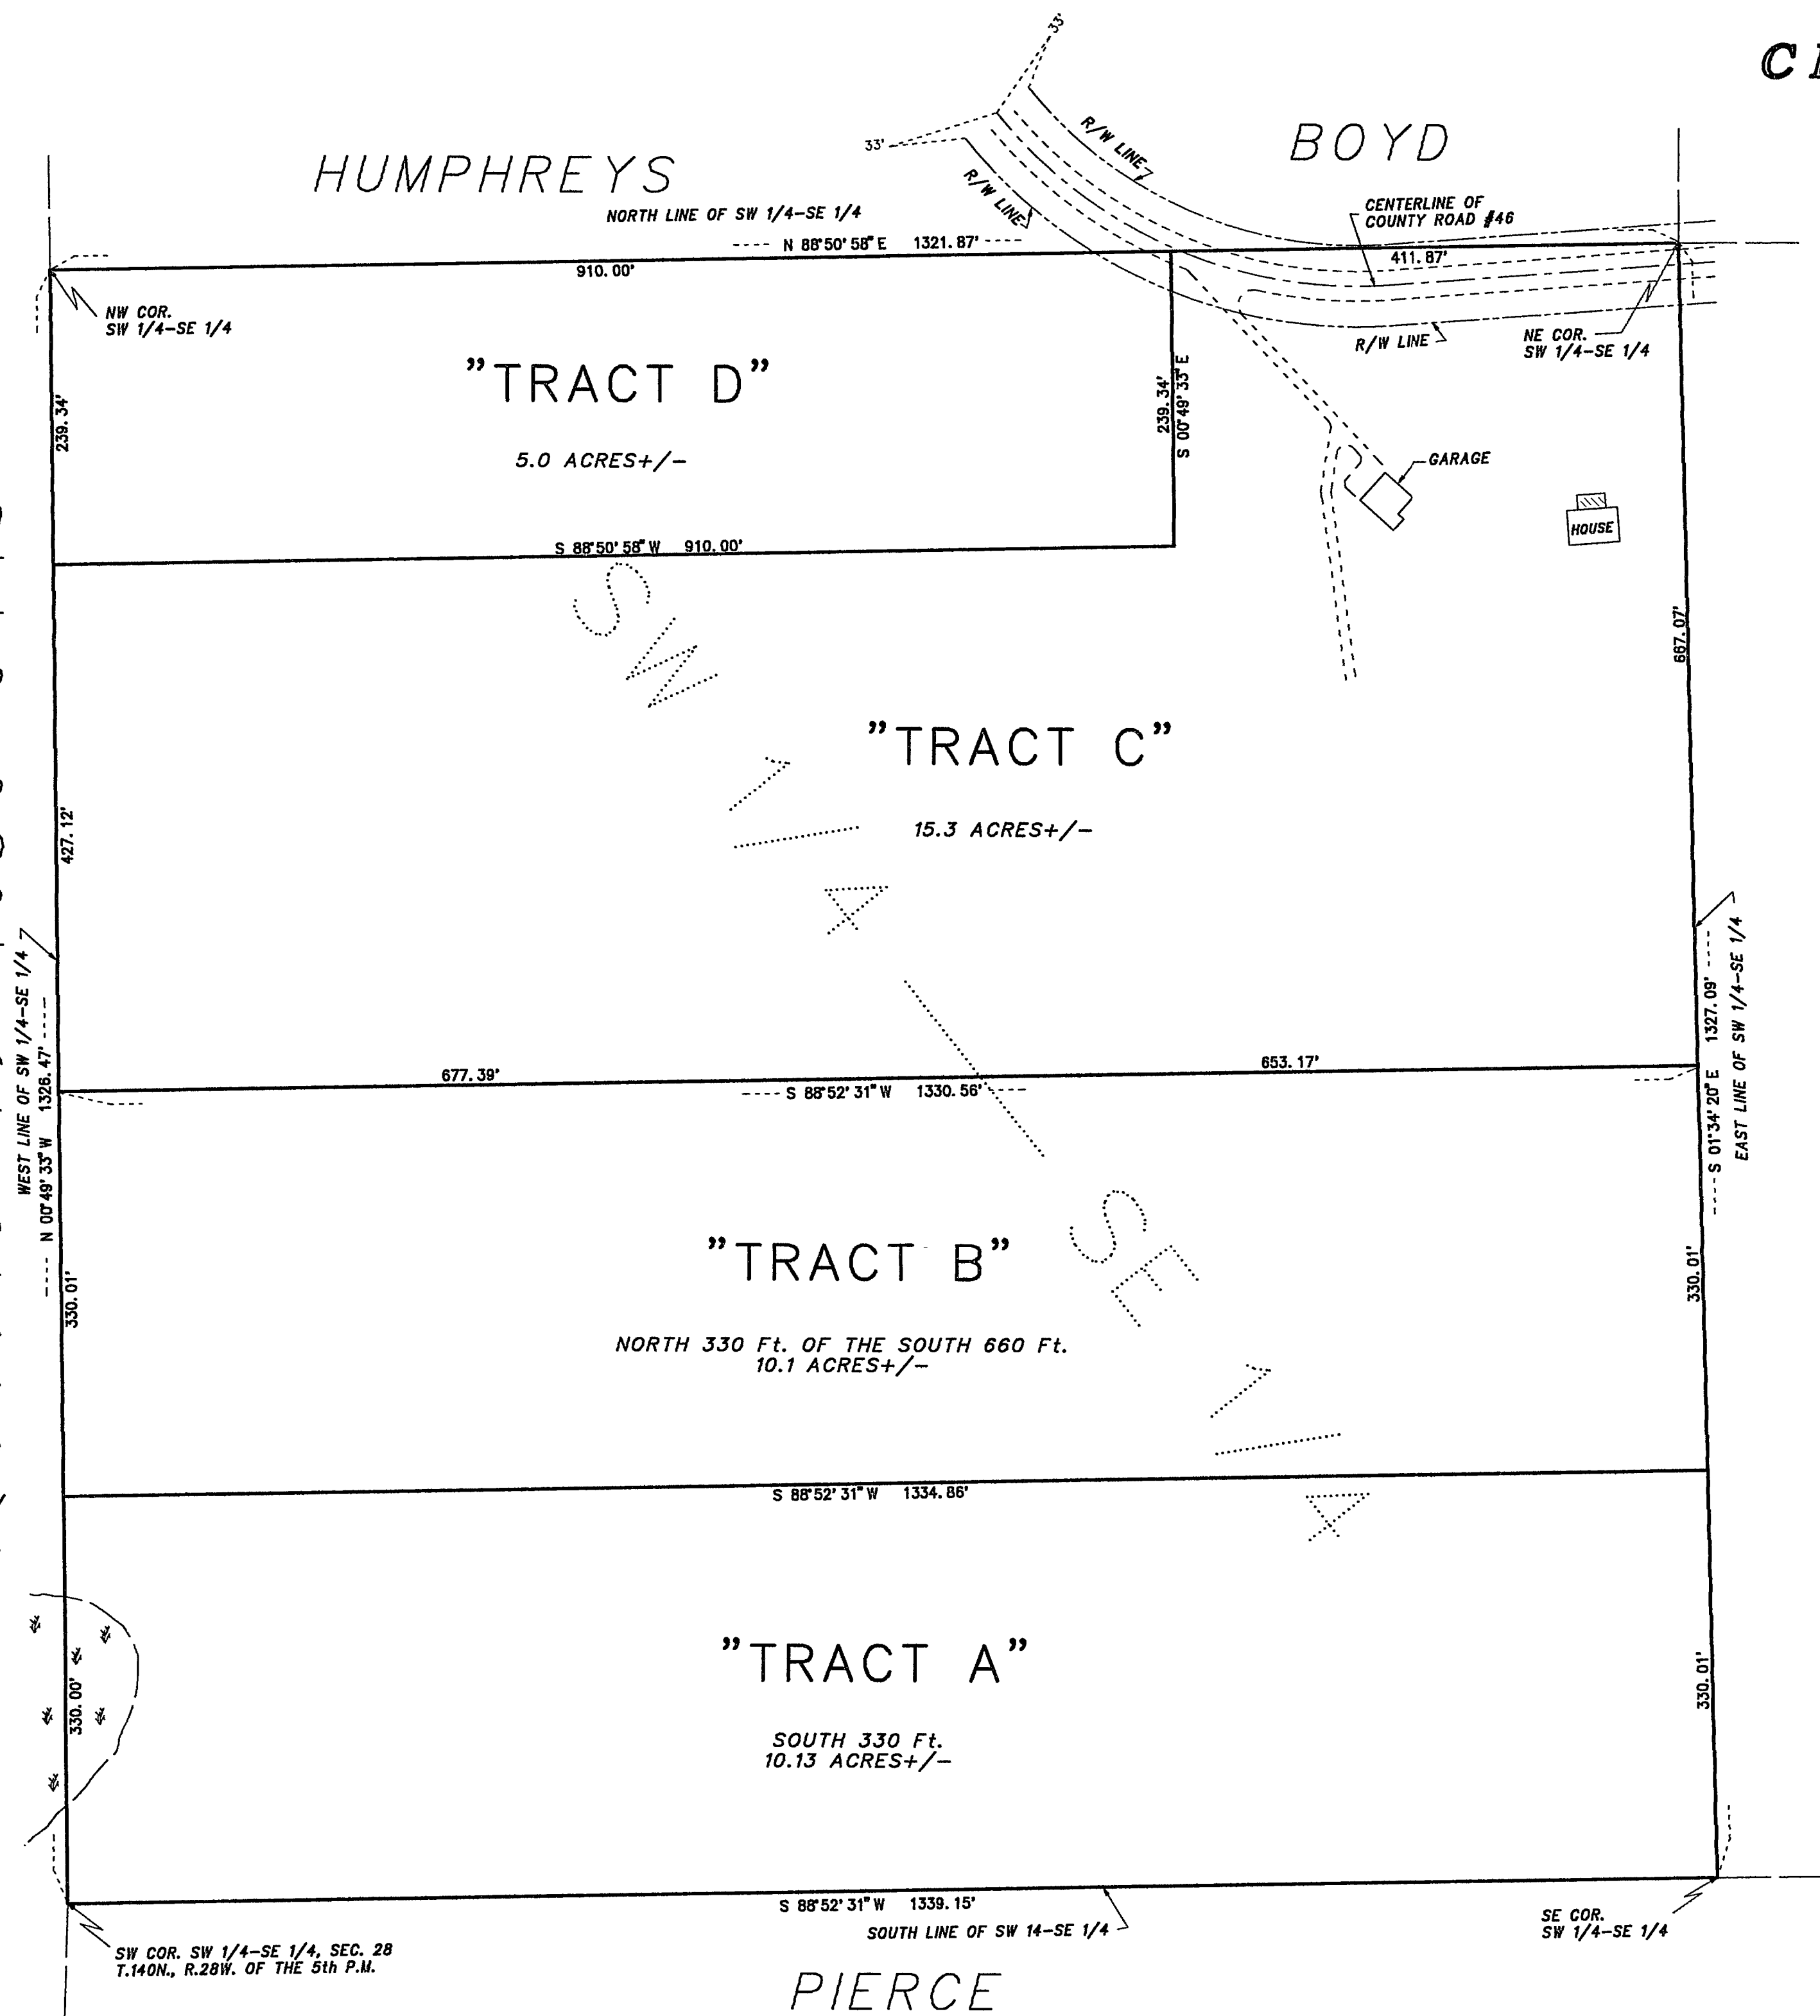 33'
C
HUMPHREYS
BOYD
33'
R/W LINE
R/W LINE
NORTH LINE OF SW 1/4-SE 1/4
CENTERLINE OF
COUNTY ROAD #46
N 88°50'58" E 1321.87'
910.00'
411.87'
NW COR.
SW 1/4-SE 1/4
R/W LINE
NE COR.
SW 1/4-SE 1/4
"TRACT D"
5.0 ACRES+/-
239.34'
239.34'
S 00°49'33" E
GARAGE
HOUSE
S 88°50'58" W 910.00'
SW 1/4 - SE 1/4
667.07'
"TRACT C"
15.3 ACRES+/-
427.12'
WEST LINE OF SW 1/4-SE 1/4
N 00°49'33" W 1326.47'
S 01°34'20" E 1327.09'
EAST LINE OF SW 1/4-SE 1/4
677.39'
653.17'
S 88°52'31" W 1330.56'
"TRACT B"
NORTH 330 Ft. OF THE SOUTH 660 Ft.
10.1 ACRES+/-
330.01'
330.01'
S 88°52'31" W 1334.86'
"TRACT A"
SOUTH 330 Ft.
10.13 ACRES+/-
330.00'
330.01'
S 88°52'31" W 1339.15'
SOUTH LINE OF SW 14-SE 1/4
SE COR.
SW 1/4-SE 1/4
SW COR. SW 1/4-SE 1/4, SEC. 28
T.140N., R.28W. OF THE 5th P.M.
PIERCE